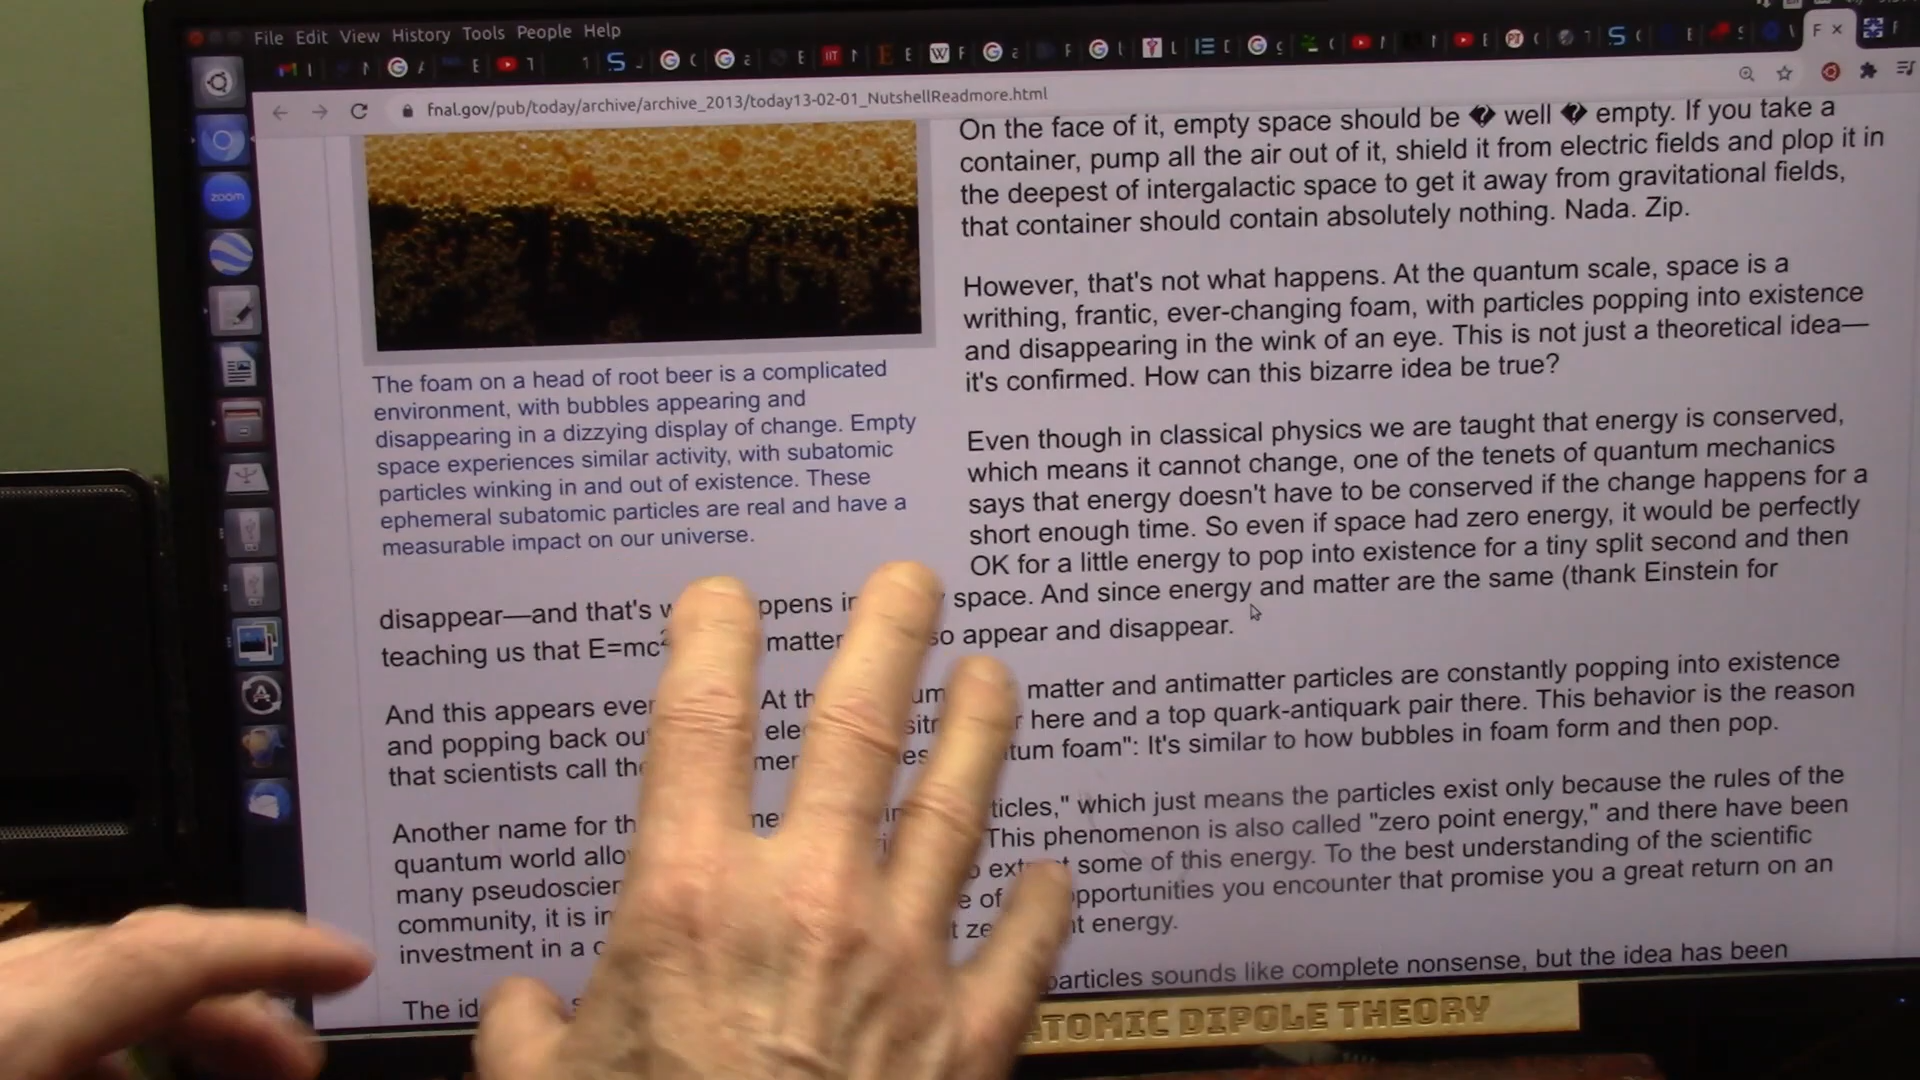 File Edit View History Tools People Help
fnal.gov/pub/today/archive/archive_2013/today13-02-01_NutshellReadmore.html
zoom
The foam on a head of root beer is a complicated
environment, with bubbles appearing and
disappearing in a dizzying display of change. Empty
space experiences similar activity, with subatomic
particles winking in and out of existence. These
ephemeral subatomic particles are real and have a
measurable impact on our universe.
On the face of it, empty space should be � well � empty. If you take a
container, pump all the air out of it, shield it from electric fields and plop it in
the deepest of intergalactic space to get it away from gravitational fields,
that container should contain absolutely nothing. Nada. Zip.
However, that's not what happens. At the quantum scale, space is a
writhing, frantic, ever-changing foam, with particles popping into existence
and disappearing in the wink of an eye. This is not just a theoretical idea—
it's confirmed. How can this bizarre idea be true?
Even though in classical physics we are taught that energy is conserved,
which means it cannot change, one of the tenets of quantum mechanics
says that energy doesn't have to be conserved if the change happens for a
short enough time. So even if space had zero energy, it would be perfectly
OK for a little energy to pop into existence for a tiny split second and then
disappear—and that's space. And since energy and matter are the same (thank Einstein for
teaching us that E=mc² matter appear and disappear.
And this appears matter and antimatter particles are constantly popping into existence
and popping back here and a top quark-antiquark pair there. This behavior is the reason
that scientists call foam": It's similar to how bubbles in foam form and then pop.
Another name for which just means the particles exist only because the rules of the
quantum world This phenomenon is also called "zero point energy," and there have been
many some of this energy. To the best understanding of the scientific
community, it is opportunities you encounter that promise you a great return on an
investment in a energy.
The particles sounds like complete nonsense, but the idea has been
ATOMIC DIPOLE THEORY